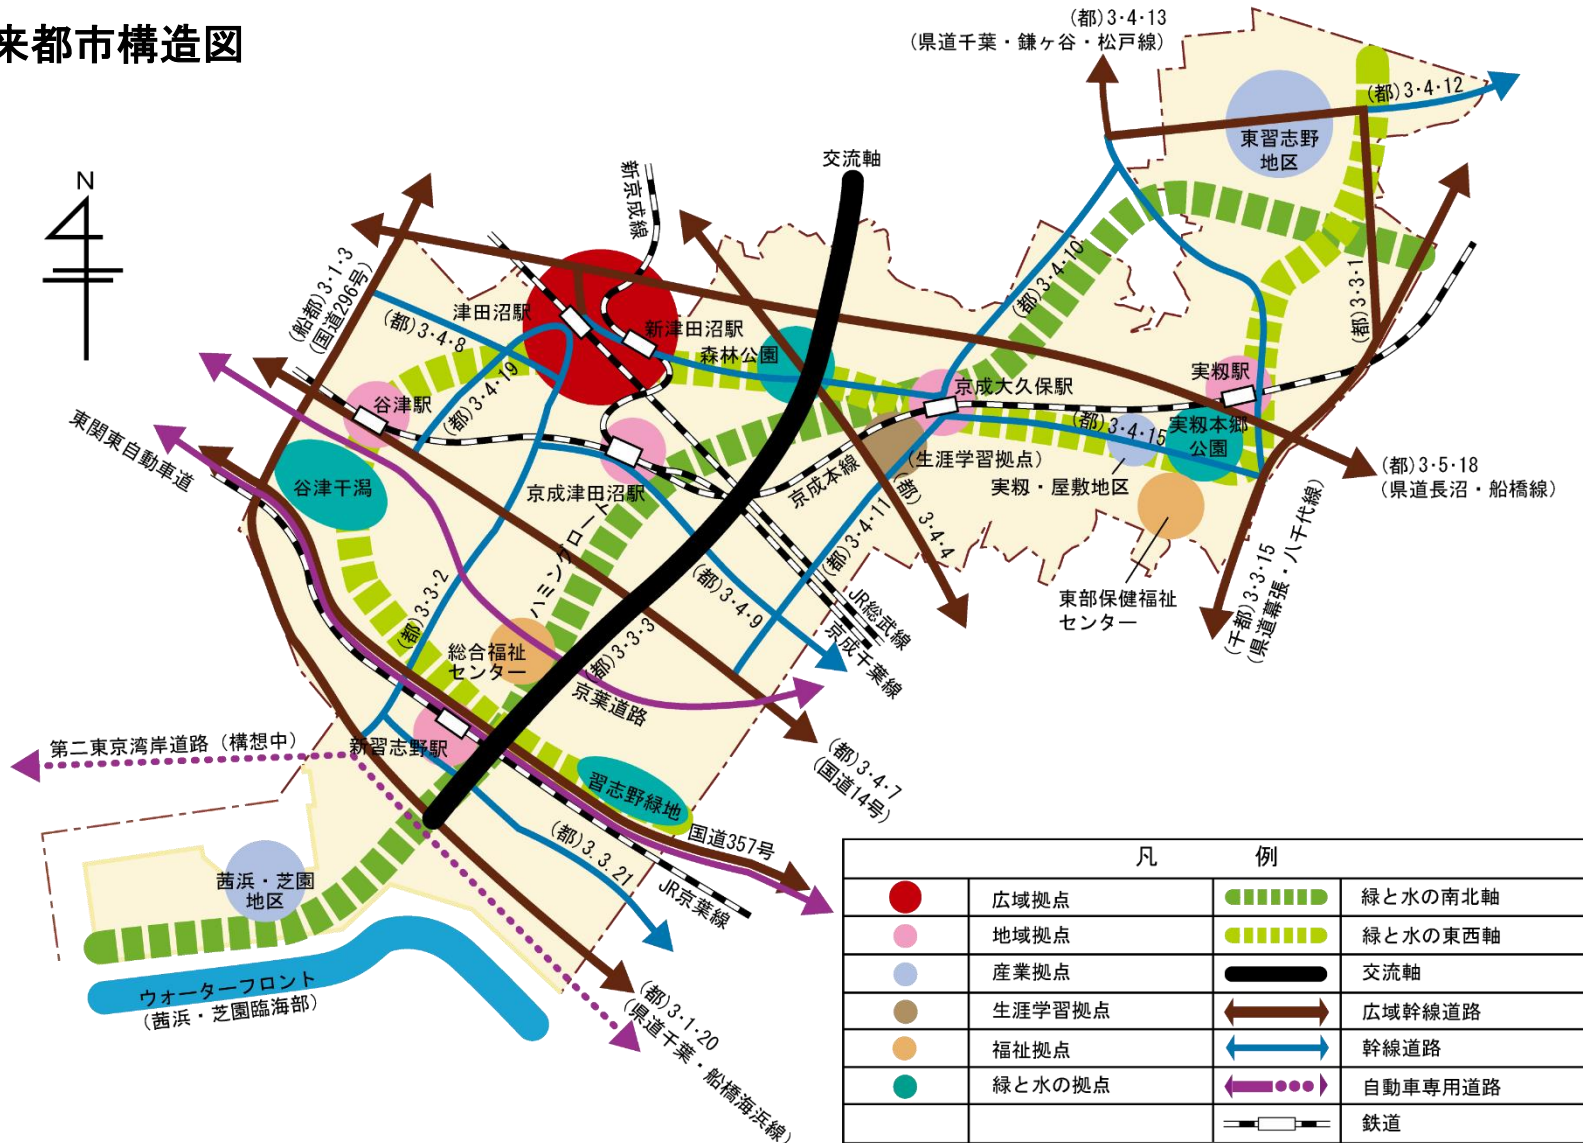 来都市構造図
(都)3・4・13
(県道千葉・鎌ヶ谷・松戸線)
(都)3・4・12
東習志野
地区
交流軸
N
新京成線
(船都)3・1・3
(国道296号)
津田沼駅
(都)3・4・8
新津田沼駅
森林公園
(都)3・4・10
(都)3・3・1
実籾駅
京成大久保駅
(都)3・4・19
谷津駅
東関東自動車道
(都)3・4・15
実籾本郷
公園
(生涯学習拠点)
実籾・屋敷地区
(都)3・5・18
(県道長沼・船橋線)
谷津干潟
京成津田沼駅
京成本線
(都)3・4・11
(都)3・4・4
ハミングロード
(都)3・4・9
JR総武線
京成千葉線
東部保健福祉
センター
(千都)3・3・15
(県道幕張・八千代線)
(都)3・3・2
総合福祉
センター
(都)3・3・3
京葉道路
第二東京湾岸道路(構想中)
新習志野駅
(都)3・4・7
(国道14号)
習志野緑地
国道357号
(都)3.3.21
JR京葉線
茜浜・芝園
地区
ウォーターフロント
(茜浜・芝園臨海部)
(都)3・1・20
(県道千葉・船橋海浜線)
凡 例
広域拠点 緑と水の南北軸
地域拠点 緑と水の東西軸
産業拠点 交流軸
生涯学習拠点 広域幹線道路
福祉拠点 幹線道路
緑と水の拠点 自動車専用道路
鉄道